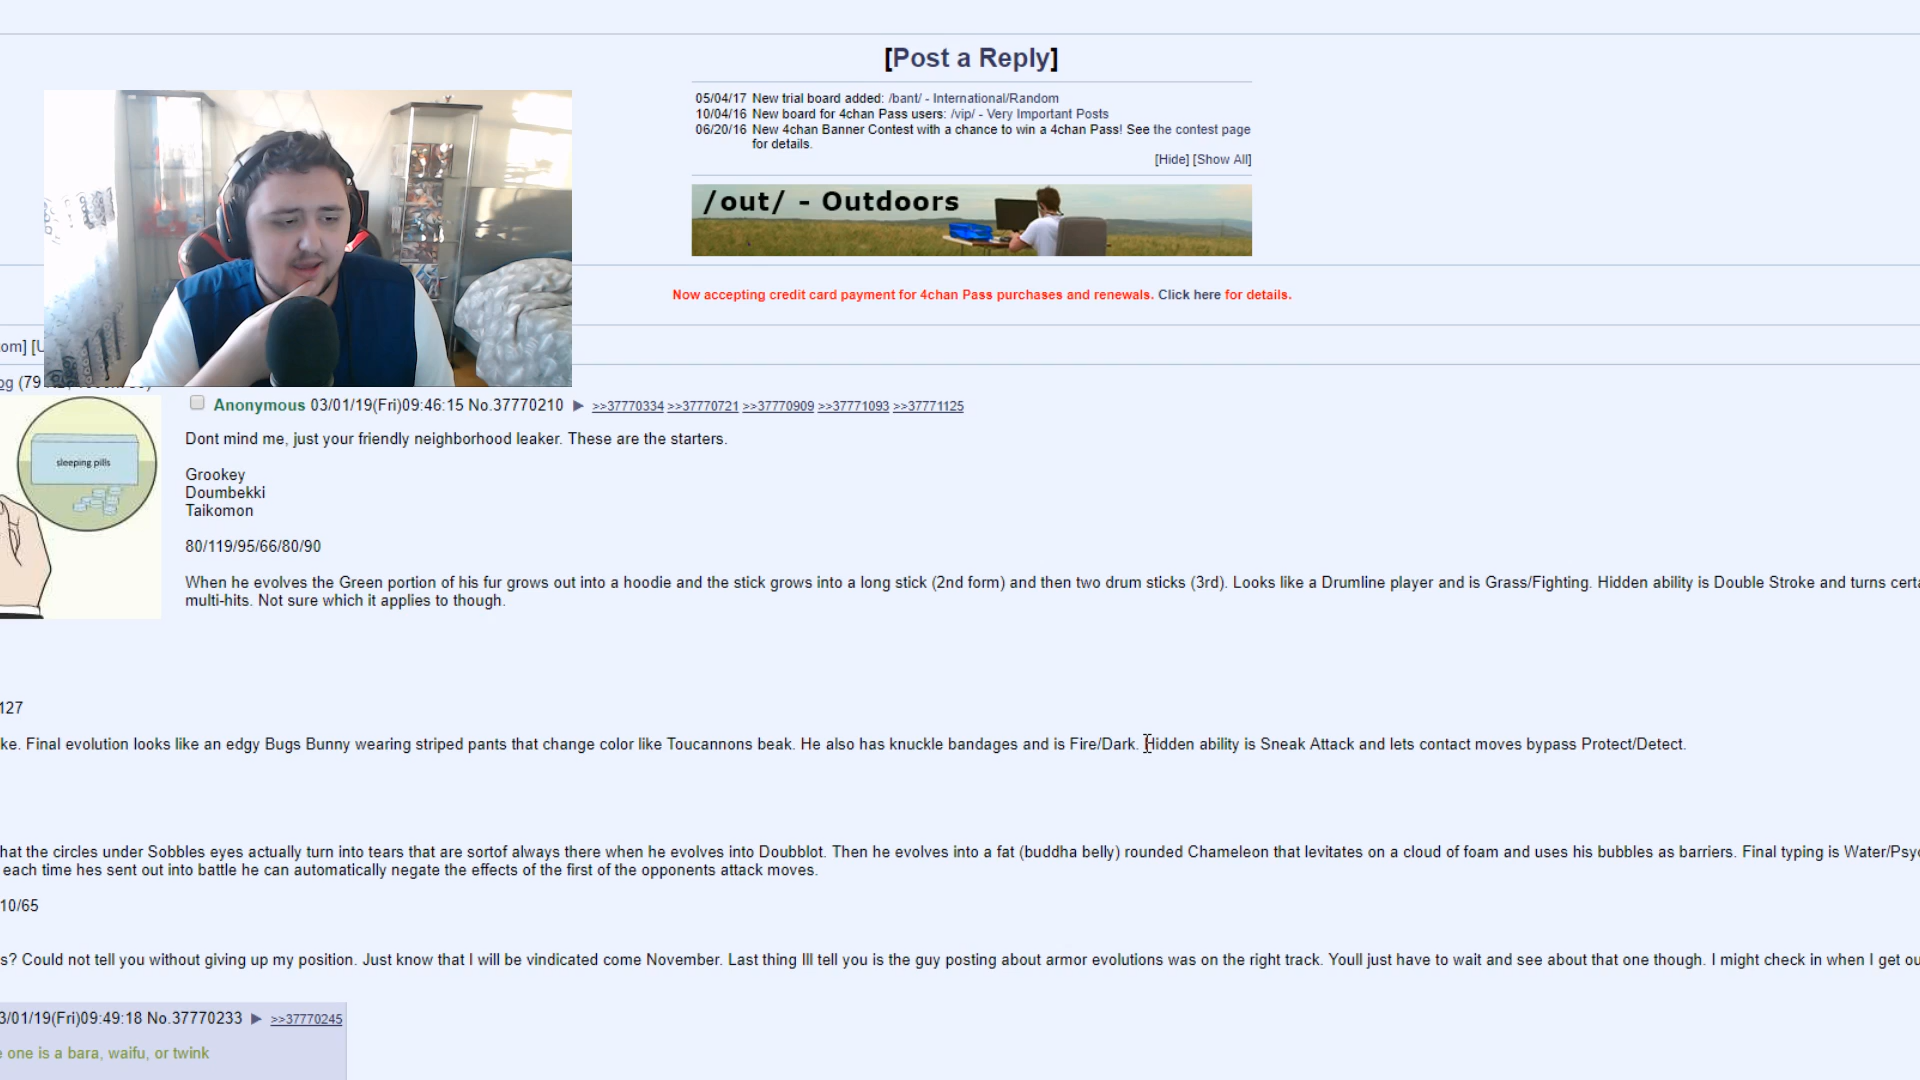 [Post a Reply]
05/04/17 New trial board added: /bant/ - International/Random
10/04/16 New board for 4chan Pass users: /vip/ - Very Important Posts
06/20/16 New 4chan Banner Contest with a chance to win a 4chan Pass! See the contest page
for details.
[Hide] [Show All]
/out/ - Outdoors
Now accepting credit card payment for 4chan Pass purchases and renewals. Click here for details.
om] [U
og (79
sleeping pills
Anonymous 03/01/19(Fri)09:46:15 No.37770210 ▶ >>37770334 >>37770721 >>37770909 >>37771093 >>37771125
Dont mind me, just your friendly neighborhood leaker. These are the starters.
Grookey
Doumbekki
Taikomon
80/119/95/66/80/90
When he evolves the Green portion of his fur grows out into a hoodie and the stick grows into a long stick (2nd form) and then two drum sticks (3rd). Looks like a Drumline player and is Grass/Fighting. Hidden ability is Double Stroke and turns certa
multi-hits. Not sure which it applies to though.
127
ke. Final evolution looks like an edgy Bugs Bunny wearing striped pants that change color like Toucannons beak. He also has knuckle bandages and is Fire/Dark. Hidden ability is Sneak Attack and lets contact moves bypass Protect/Detect.
hat the circles under Sobbles eyes actually turn into tears that are sortof always there when he evolves into Doubblot. Then he evolves into a fat (buddha belly) rounded Chameleon that levitates on a cloud of foam and uses his bubbles as barriers. Final typing is Water/Psyc
each time hes sent out into battle he can automatically negate the effects of the first of the opponents attack moves.
10/65
s? Could not tell you without giving up my position. Just know that I will be vindicated come November. Last thing Ill tell you is the guy posting about armor evolutions was on the right track. Youll just have to wait and see about that one though. I might check in when I get ou
3/01/19(Fri)09:49:18 No.37770233 ▶ >>37770245
e one is a bara, waifu, or twink